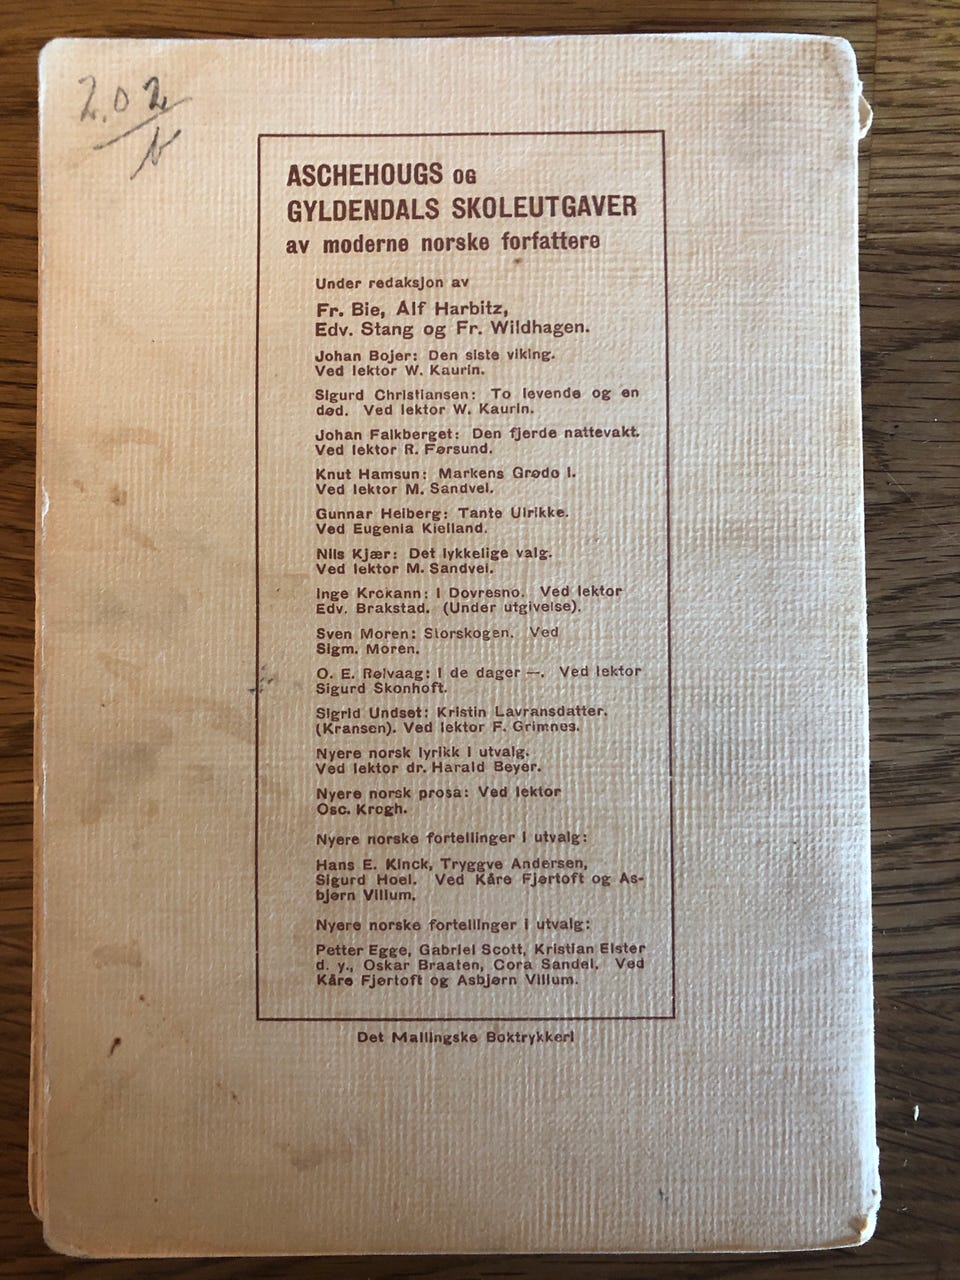 2.02
ASCHEHOUGS OG
GYLDENDALS SKOLEUTGAVER
av moderne norske forfattere
Under redaksjon av
Fr. Bie, Alf Harbitz,
Edv. Stang og Fr. Wildhagen.
Johan Bojer: Den siste viking.
Ved lektor W. Kaurin.
Sigurd Christiansen: To levende og en
død. Ved lektor W. Kaurin.
Johan Falkberget: Den fjerde nattevakt.
Ved lektor R.Førsund.
Knut Hamsun: Markens Grøde I.
Ved lektor M. Sandvei.
Gunnar Heiberg: Tante Ulrikke.
Ved Eugenia Kielland.
Nils Kjær: Det lykkelige valg.
Ved lektor M. Sandvei.
Inge Krokann: I Dovresno. Ved lektor
Edv. Brakstad. (Under utgivelse).
Sven Moren: Storskogen. Ved
Sigm. Moren.
O. E. Rølvaag: I de dager —. Ved lektor
Sigurd Skonhoft.
Sigrid Undset: Kristin Lavransdatter.
(Kransen). Ved lektor F. Grimnes.
Nyere norsk lyrikk i utvalg.
Ved lektor dr. Harald Beyer.
Nyere norsk prosa: Ved lektor
Osc. Krogh.
Nyere norske fortellinger i utvalg:
Hans E. Kinck, Tryggve Andersen,
Sigurd Hoel. Ved Kåre Fjørtoft og As-
bjørn Villum.
Nyere norske fortellinger i utvalg:
Petter Egge, Gabriel Scott, Kristian Elster
d. y., Oskar Braaten, Cora Sandel. Ved
Kåre Fjørtoft og Asbjørn Villum.
Det Mallingske Boktrykkeri